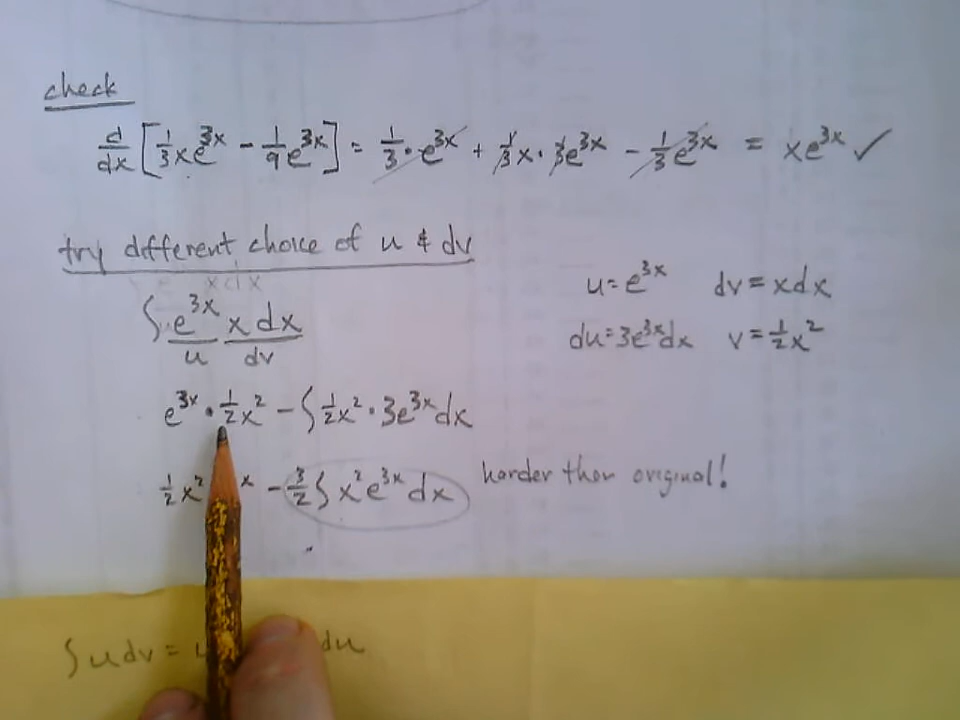 check
d/dx [1/3 xe^3x - 1/9 e^3x] = 1/3 · e^3x + 1/3 x · 3e^3x - 1/3 e^3x = xe^3x ✓
try different choice of u & dv
∫ e^3x x dx
u dv
u = e^3x dv = xdx
du = 3e^3x dx v = 1/2 x^2
e^3x · 1/2 x^2 - ∫ 1/2 x^2 · 3e^3x dx
1/2 x^2 x - 3/2 ∫ x^2 e^3x dx harder than original!
∫ u dv = du